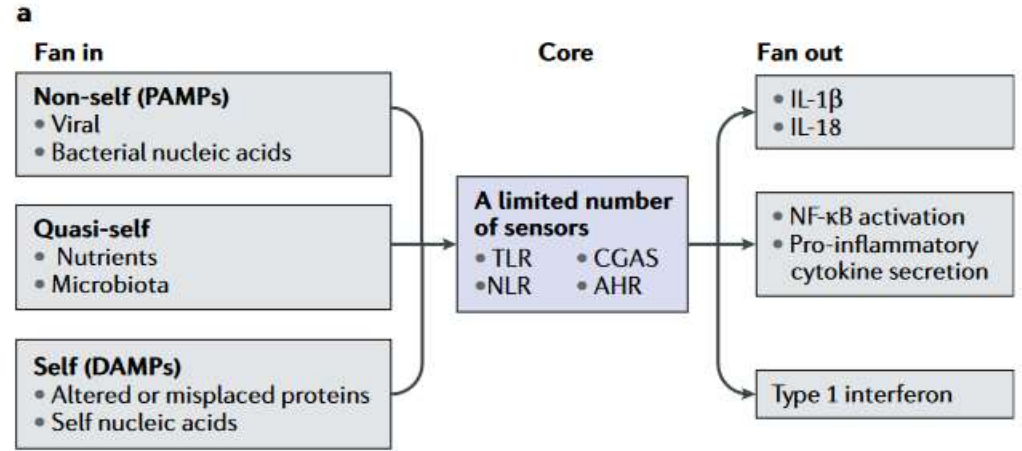 a
Fan in
Core
Fan out
Non-self (PAMPs)
• Viral
• Bacterial nucleic acids
Quasi-self
• Nutrients
• Microbiota
Self (DAMPs)
• Altered or misplaced proteins
• Self nucleic acids
A limited number
of sensors
• TLR • CGAS
• NLR • AHR
• IL-1β
• IL-18
• NF-κB activation
• Pro-inflammatory
cytokine secretion
Type 1 interferon